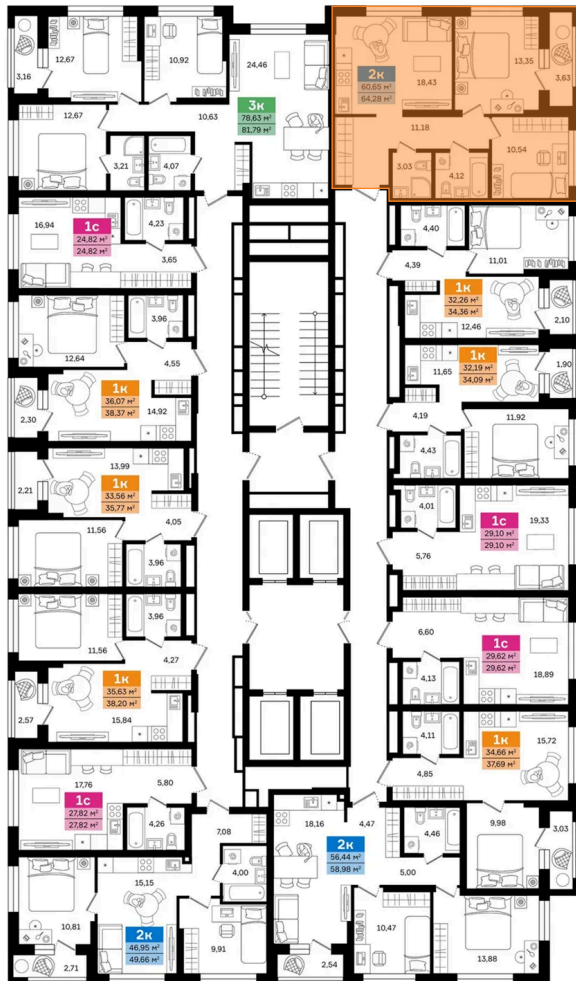 12,67
10,92
3,16
24,46
3к
78,63 м²
81,79 м²
12,67
10,63
3,21
4,07
2к
60,65 м²
64,28 м²
18,43
13,35
3,63
11,18
3,03
4,12
10,54
16,94
1с
24,82 м²
24,82 м²
4,23
3,65
4,40
11,01
4,39
1к
32,26 м²
34,36 м²
2,10
12,46
3,96
12,64
4,55
1к
36,07 м²
38,37 м²
14,92
2,30
11,65
1к
32,19 м²
34,09 м²
1,90
4,19
11,92
4,43
13,99
1к
33,56 м²
35,77 м²
2,21
4,05
11,56
3,96
4,01
1с
29,10 м²
29,10 м²
19,33
5,76
3,96
11,56
4,27
1к
35,63 м²
38,20 м²
2,57
15,84
6,60
1с
29,62 м²
29,62 м²
4,13
18,89
4,11
1к
34,66 м²
37,69 м²
15,72
4,85
17,76
5,80
1с
27,82 м²
27,82 м²
4,26
7,08
18,16
4,47
2к
56,44 м²
58,98 м²
4,46
9,98
3,03
5,00
4,00
15,15
10,81
2к
46,95 м²
49,66 м²
9,91
2,71
10,47
2,54
13,88